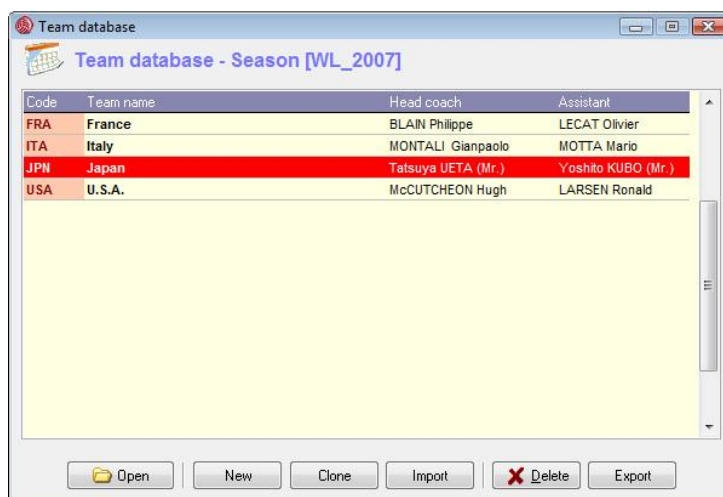 Team database
Team database - Season [WL_2007]
Code Team name Head coach Assistant
FRA France BLAIN Philippe LECAT Olivier
ITA Italy MONTALI Gianpaolo MOTTA Mario
JPN Japan Tatsuya UETA (Mr.) Yoshito KUBO (Mr.)
USA U.S.A. McCUTCHEON Hugh LARSEN Ronald
Open New Clone Import Delete Export